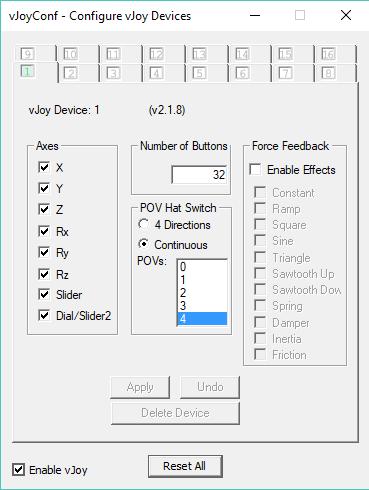 vJoyConf - Configure vJoy Devices
9 10 11 12 13 14 15 16
1 2 3 4 5 6 7 8
vJoy Device: 1 (v2.1.8)
Axes
X
Y
Z
Rx
Ry
Rz
Slider
Dial/Slider2
Number of Buttons
32
POV Hat Switch
4 Directions
Continuous
POVs:
0
1
2
3
4
Force Feedback
Enable Effects
Constant
Ramp
Square
Sine
Triangle
Sawtooth Up
Sawtooth Dow
Spring
Damper
Inertia
Friction
Apply Undo
Delete Device
Enable vJoy Reset All